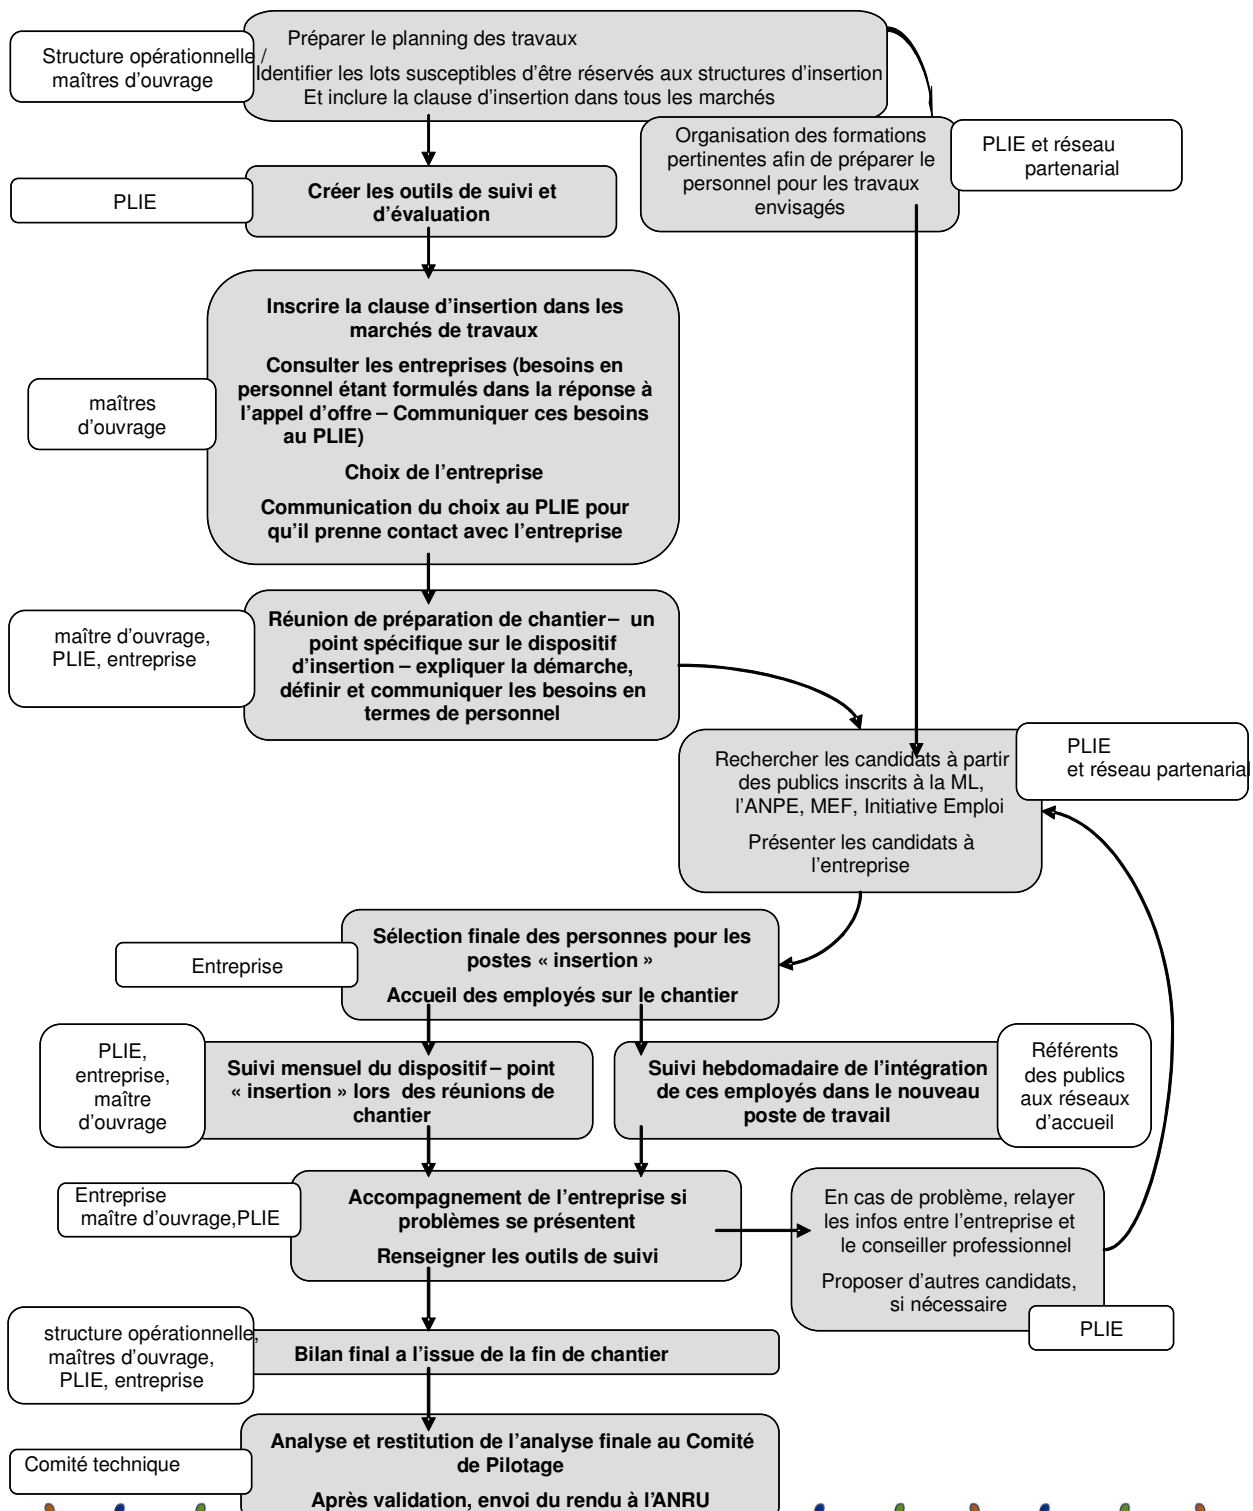 Structure opérationnelle /
maîtres d'ouvrage
Préparer le planning des travaux
Identifier les lots susceptibles d'être réservés aux structures d'insertion
Et inclure la clause d'insertion dans tous les marchés
Organisation des formations
pertinentes afin de préparer le
personnel pour les travaux
envisagés
PLIE et réseau
partenarial
PLIE
Créer les outils de suivi et
d'évaluation
maîtres
d'ouvrage
Inscrire la clause d'insertion dans les
marchés de travaux
Consulter les entreprises (besoins en
personnel étant formulés dans la réponse à
l'appel d'offre – Communiquer ces besoins
au PLIE)
Choix de l'entreprise
Communication du choix au PLIE pour
qu'il prenne contact avec l'entreprise
maître d'ouvrage,
PLIE, entreprise
Réunion de préparation de chantier – un
point spécifique sur le dispositif
d'insertion – expliquer la démarche,
définir et communiquer les besoins en
termes de personnel
Rechercher les candidats à partir
des publics inscrits à la ML,
l'ANPE, MEF, Initiative Emploi
Présenter les candidats à
l'entreprise
PLIE
et réseau partenarial
Entreprise
Sélection finale des personnes pour les
postes « insertion »
Accueil des employés sur le chantier
PLIE,
entreprise,
maître
d'ouvrage
Suivi mensuel du dispositif – point
« insertion » lors des réunions de
chantier
Suivi hebdomadaire de l'intégration
de ces employés dans le nouveau
poste de travail
Référents
des publics
aux réseaux
d'accueil
Entreprise
maître d'ouvrage,PLIE
Accompagnement de l'entreprise si
problèmes se présentent
Renseigner les outils de suivi
En cas de problème, relayer
les infos entre l'entreprise et
le conseiller professionnel
Proposer d'autres candidats,
si nécessaire
PLIE
structure opérationnelle,
maîtres d'ouvrage,
PLIE, entreprise
Bilan final a l'issue de la fin de chantier
Comité technique
Analyse et restitution de l'analyse finale au Comité
de Pilotage
Après validation, envoi du rendu à l'ANRU